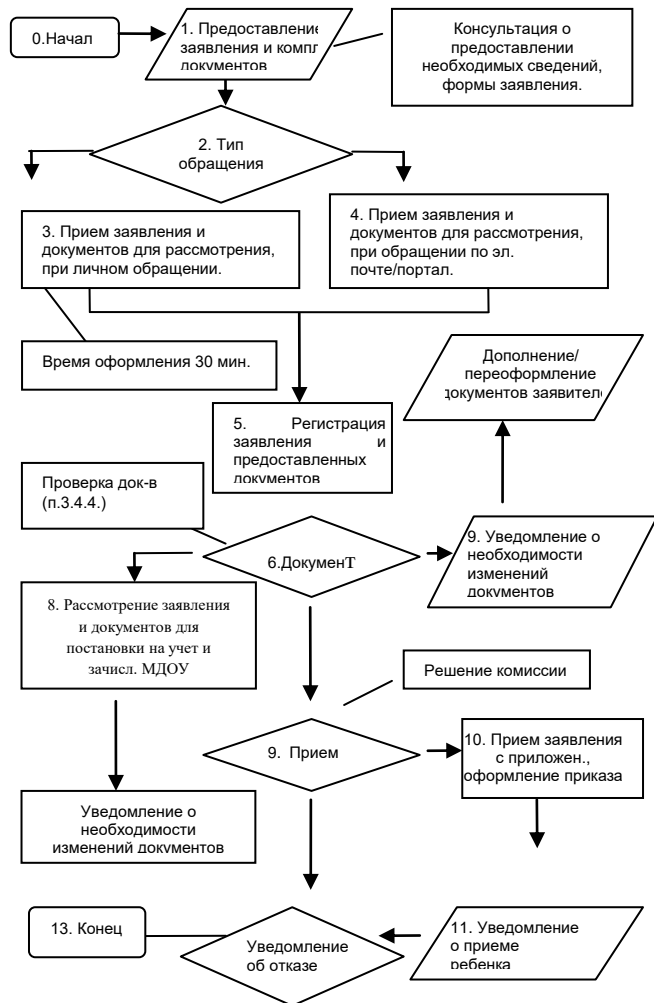 0.Начал
1. Предоставление
заявления и компл
документов
Консультация о
предоставлении
необходимых сведений,
формы заявления.
2. Тип
обращения
3. Прием заявления и
документов для рассмотрения,
при личном обращении.
4. Прием заявления и
документов для рассмотрения,
при обращении по эл.
почте/портал.
Время оформления 30 мин.
Дополнение/
переоформление
документов заявител
5. Регистрация
заявления и
предоставленных
документов
Проверка док-в
(п.3.4.4.)
6.ДокуменТ
9. Уведомление о
необходимости
изменений
документов
8. Рассмотрение заявления
и документов для
постановки на учет и
зачисл. МДОУ
Решение комиссии
9. Прием
10. Прием заявления
с приложен.,
оформление приказа
Уведомление о
необходимости
изменений документов
13. Конец
Уведомление
об отказе
11. Уведомление
о приеме
ребенка